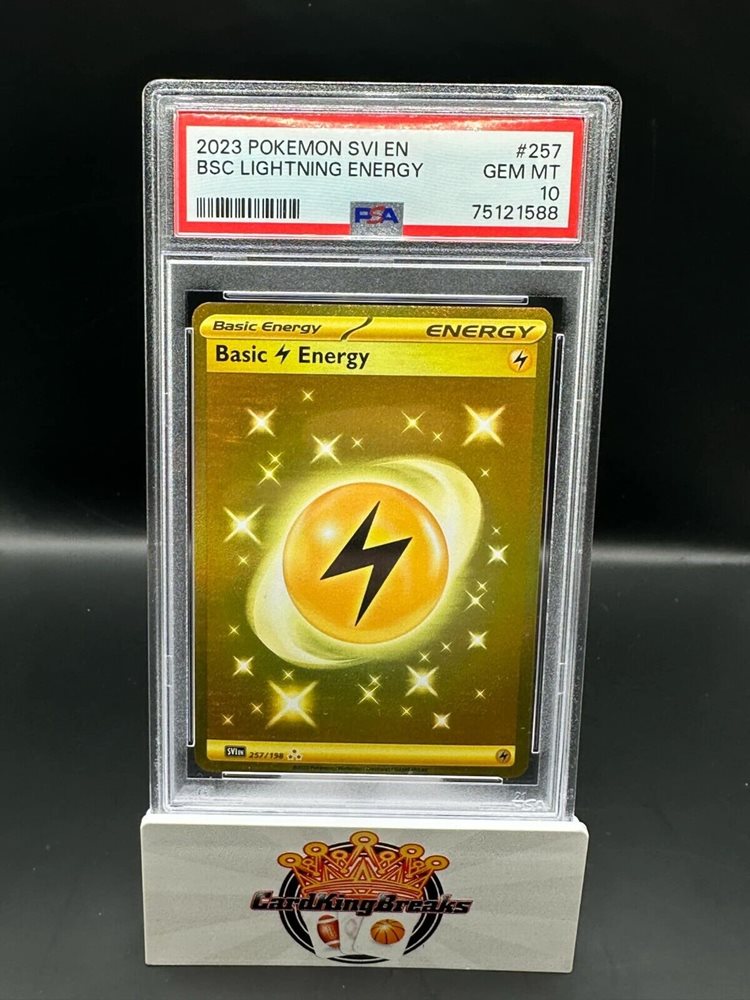 2023 POKEMON SVI EN #257
BSC LIGHTNING ENERGY GEM MT
10
PSA 75121588
Basic Energy ENERGY
Basic Energy
SVI EN 257/198
CardKingBreaks